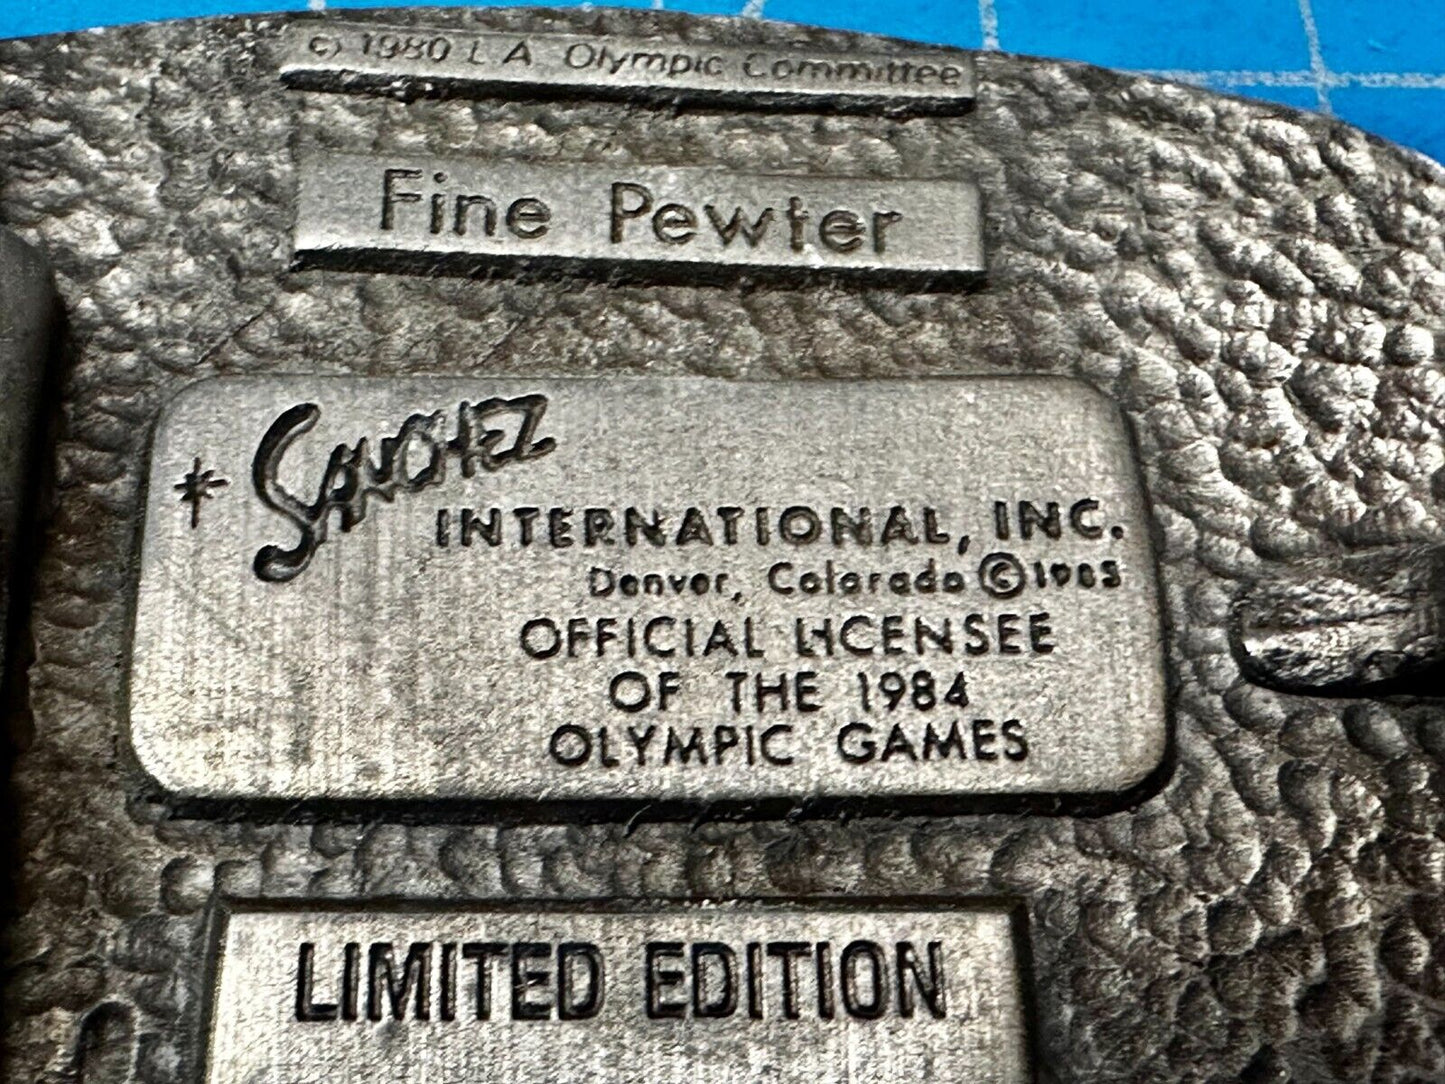 c) 1980 L A Olympic Committee
Fine Pewter
* SANCHEZ
INTERNATIONAL, INC.
Denver, Colorado ©1983
OFFICIAL LICENSEE
OF THE 1984
OLYMPIC GAMES
LIMITED EDITION